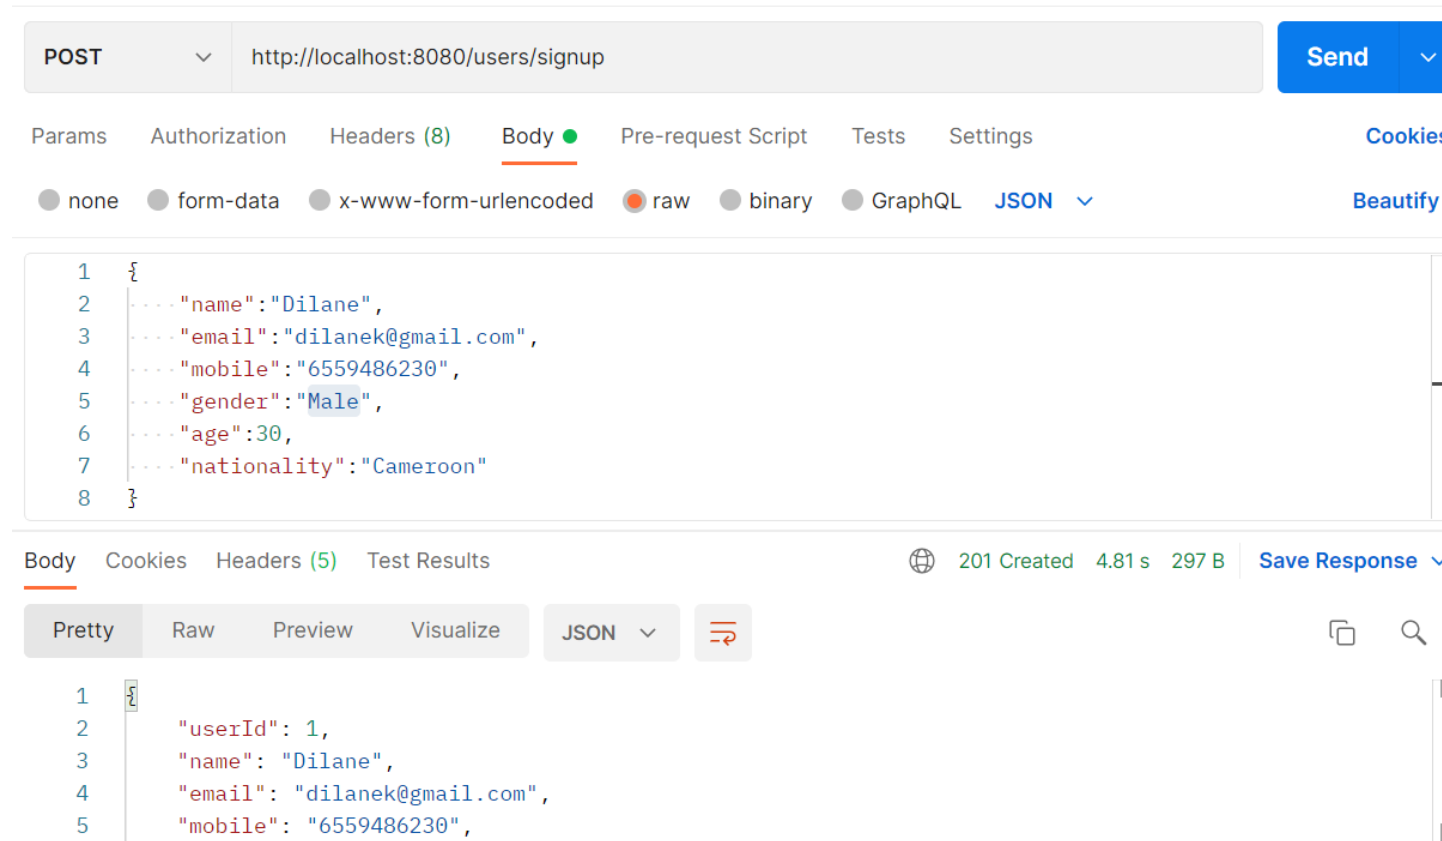 POST http://localhost:8080/users/signup Send
Params Authorization Headers (8) Body Pre-request Script Tests Settings Cookies
none form-data x-www-form-urlencoded raw binary GraphQL JSON Beautify
1 {
2 "name":"Dilane",
3 "email":"dilanek@gmail.com",
4 "mobile":"6559486230",
5 "gender":"Male",
6 "age":30,
7 "nationality":"Cameroon"
8 }
Body Cookies Headers (5) Test Results 201 Created 4.81 s 297 B Save Response
Pretty Raw Preview Visualize JSON
1 {
2 "userId": 1,
3 "name": "Dilane",
4 "email": "dilanek@gmail.com",
5 "mobile": "6559486230",